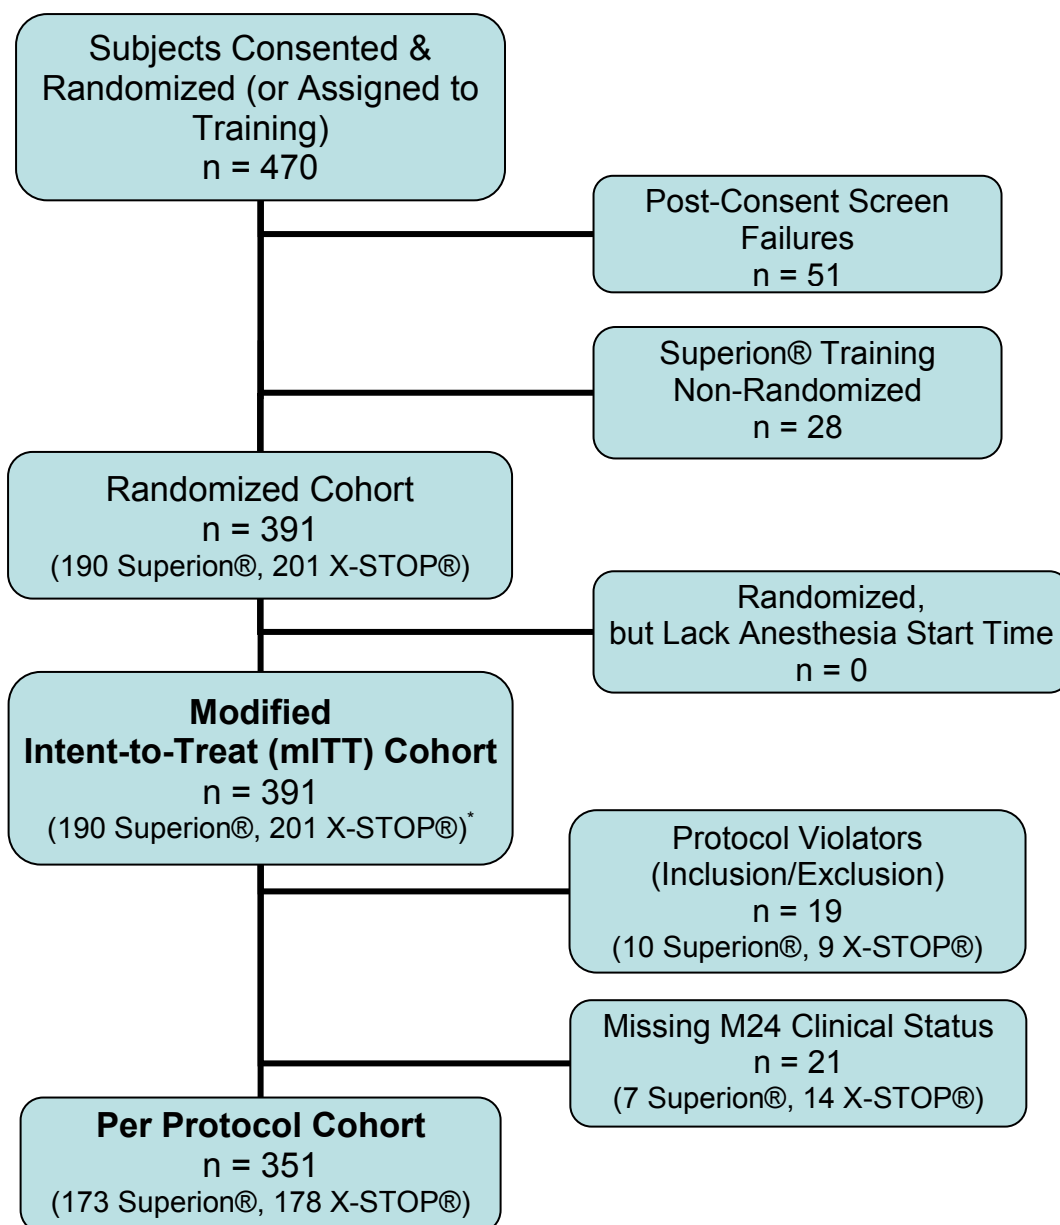 Subjects Consented &
Randomized (or Assigned to
Training)
n = 470
Post-Consent Screen
Failures
n = 51
Superion® Training
Non-Randomized
n = 28
Randomized Cohort
n = 391
(190 Superion®, 201 X-STOP®)
Randomized,
but Lack Anesthesia Start Time
n = 0
Modified
Intent-to-Treat (mITT) Cohort
n = 391
(190 Superion®, 201 X-STOP®)*
Protocol Violators
(Inclusion/Exclusion)
n = 19
(10 Superion®, 9 X-STOP®)
Missing M24 Clinical Status
n = 21
(7 Superion®, 14 X-STOP®)
Per Protocol Cohort
n = 351
(173 Superion®, 178 X-STOP®)